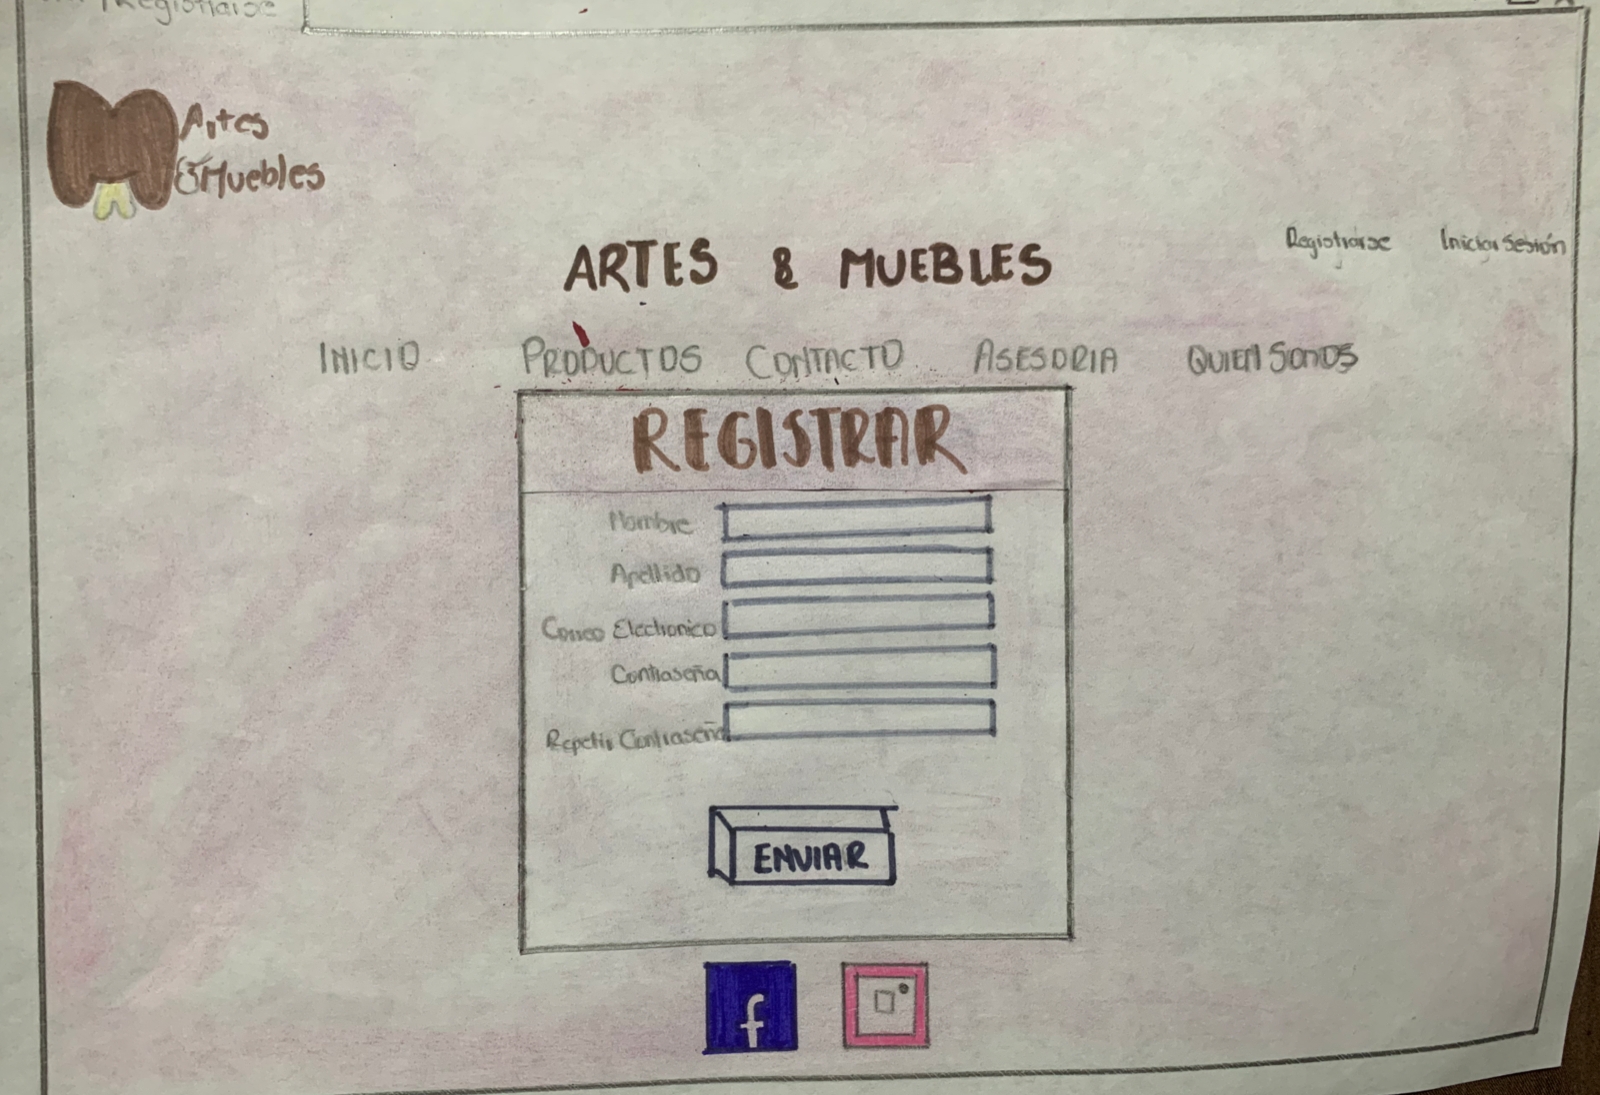 Registrarse
Artes
&Muebles
Registrarse Iniciar Sesión
ARTES & MUEBLES
INICIO PRODUCTOS CONTACTO ASESORIA QUIEN SOMOS
REGISTRAR
Nombre
Apellido
Correo Electronico
Contraseña
Repetir Contraseña
ENVIAR
f